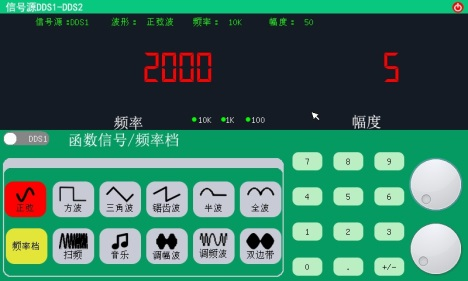 信号源DDS1-DDS2
信号源:DDS1 波形: 正弦波 频率: 10K 幅度: 50
2000 5
频率 10K 1K 100 幅度
DDS1 函数信号/频率档
7 8 9
正弦 方波 三角波 锯齿波 半波 全波
4 5 6
1 2 3
频率档 扫频 音乐 调幅波 调频波 双边带
0 . +/-